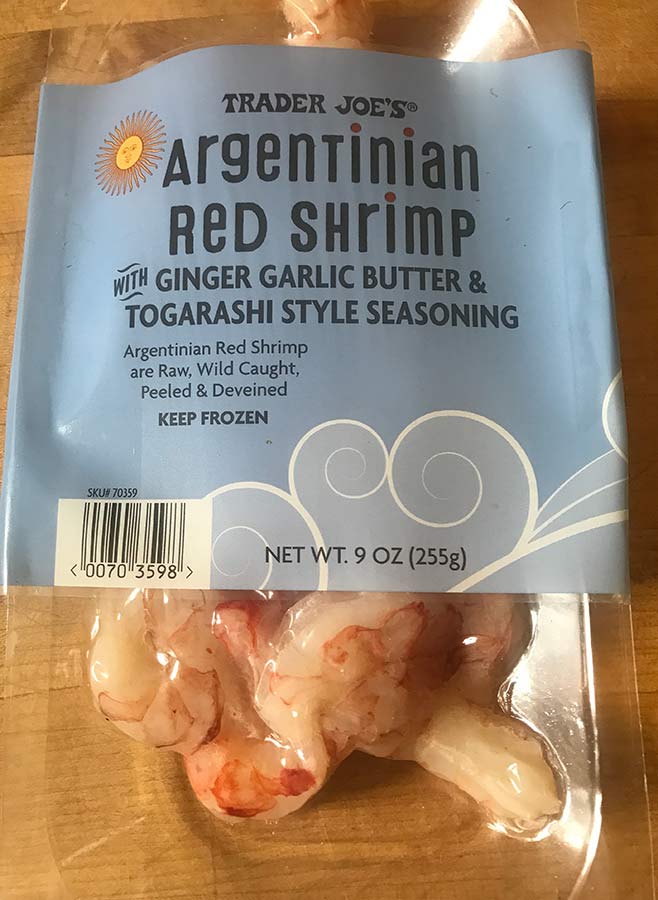 TRADER JOE'S®
Argentinian
RED SHrimp
WITH GINGER GARLIC BUTTER &
TOGARASHI STYLE SEASONING
Argentinian Red Shrimp
are Raw, Wild Caught,
Peeled & Deveined
KEEP FROZEN
SKU# 70359
< 0070 3598 >
NET WT. 9 OZ (255g)